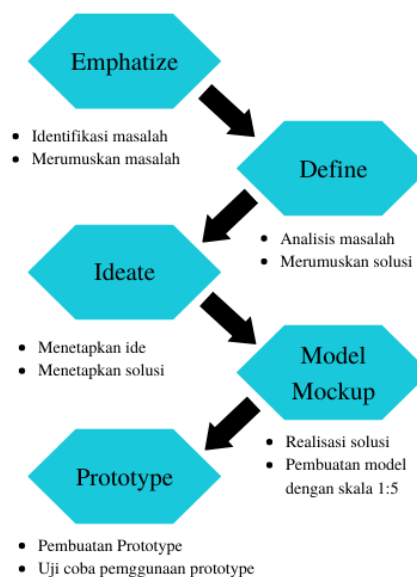 Emphatize
• Identifikasi masalah
• Merumuskan masalah
Define
• Analisis masalah
• Merumuskan solusi
Ideate
• Menetapkan ide
• Menetapkan solusi
Model
Mockup
• Realisasi solusi
• Pembuatan model
dengan skala 1:5
Prototype
• Pembuatan Prototype
• Uji coba pemggunaan prototype